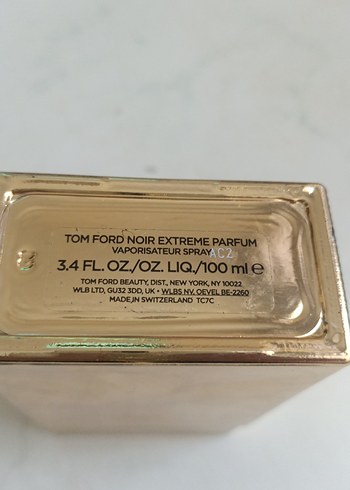 TOM FORD NOIR EXTREME PARFUM
VAPORISATEUR SPRAY AC2
3.4 FL. OZ./OZ. LIQ./100 ml ℮
TOM FORD BEAUTY, DIST., NEW YORK, NY 10022
WLB LTD, GU32 3DD, UK • WLBS NV. OEVEL BE-2260
MADE IN SWITZERLAND TC7C